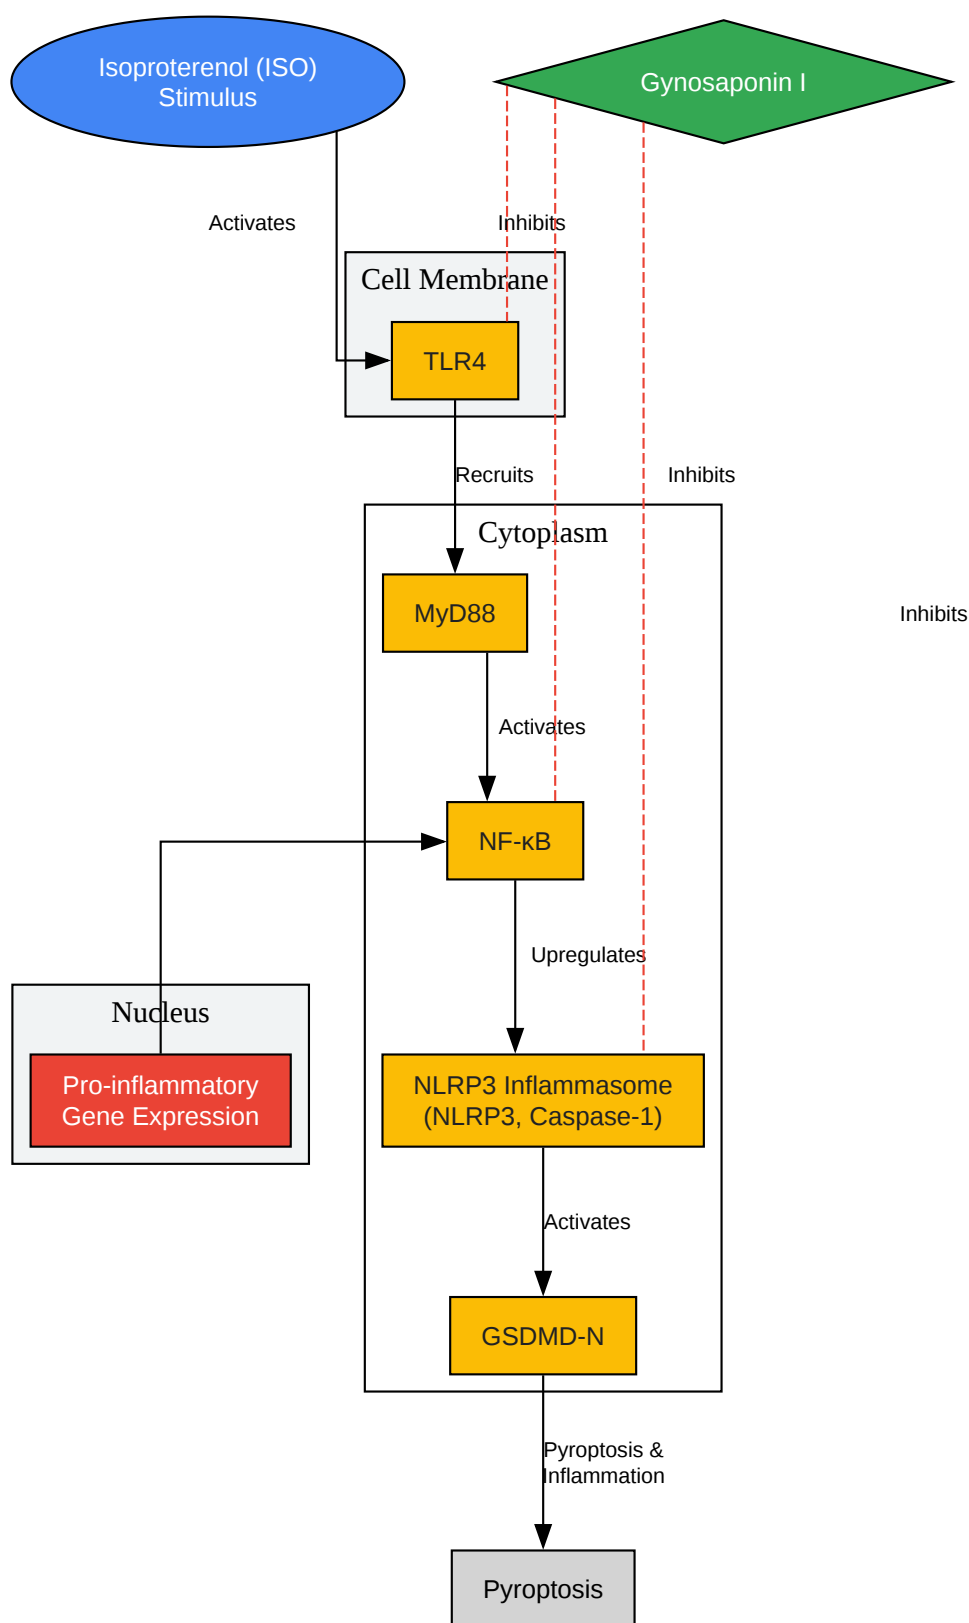 Isoproterenol (ISO)
Stimulus
Gynosaponin I
Activates
Inhibits
Cell Membrane
TLR4
Recruits
Inhibits
Cytoplasm
MyD88
Inhibits
Activates
NF-κB
Upregulates
Nucleus
Pro-inflammatory
Gene Expression
NLRP3 Inflammasome
(NLRP3, Caspase-1)
Activates
GSDMD-N
Pyroptosis &
Inflammation
Pyroptosis